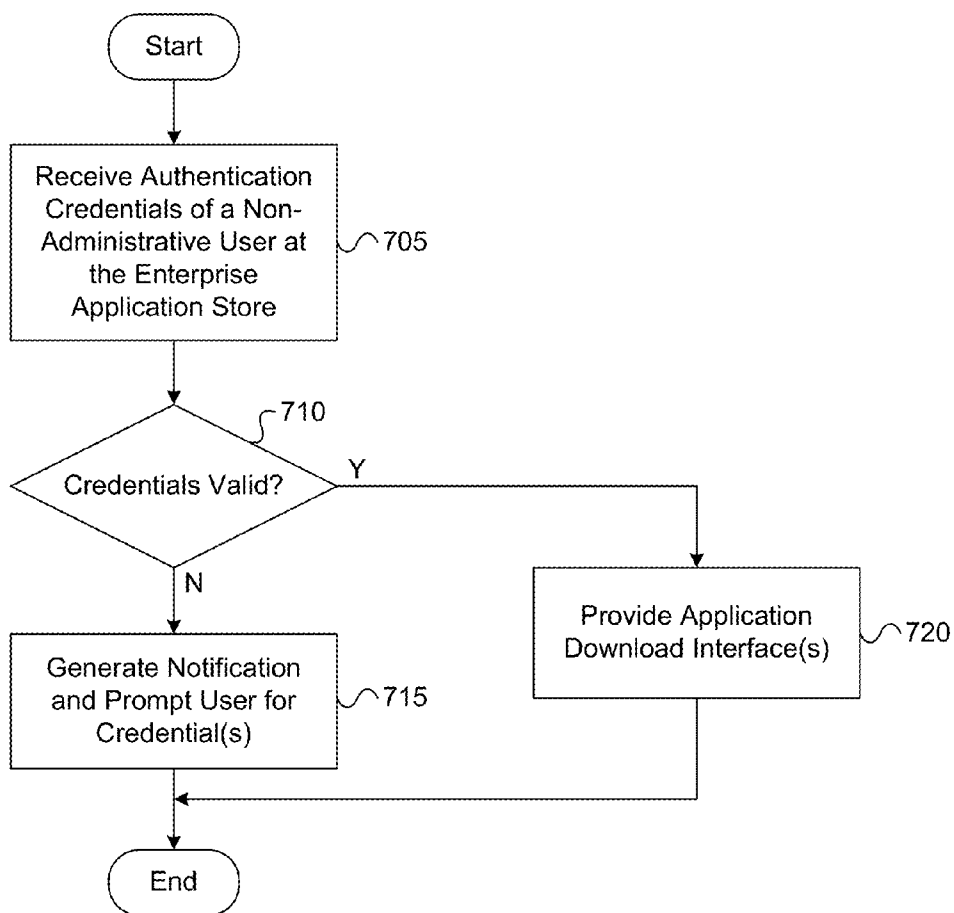 Start
Receive Authentication
Credentials of a Non-
Administrative User at
the Enterprise
Application Store
705
710
Credentials Valid?
Y
N
Provide Application
Download Interface(s)
720
Generate Notification
and Prompt User for
Credential(s)
715
End